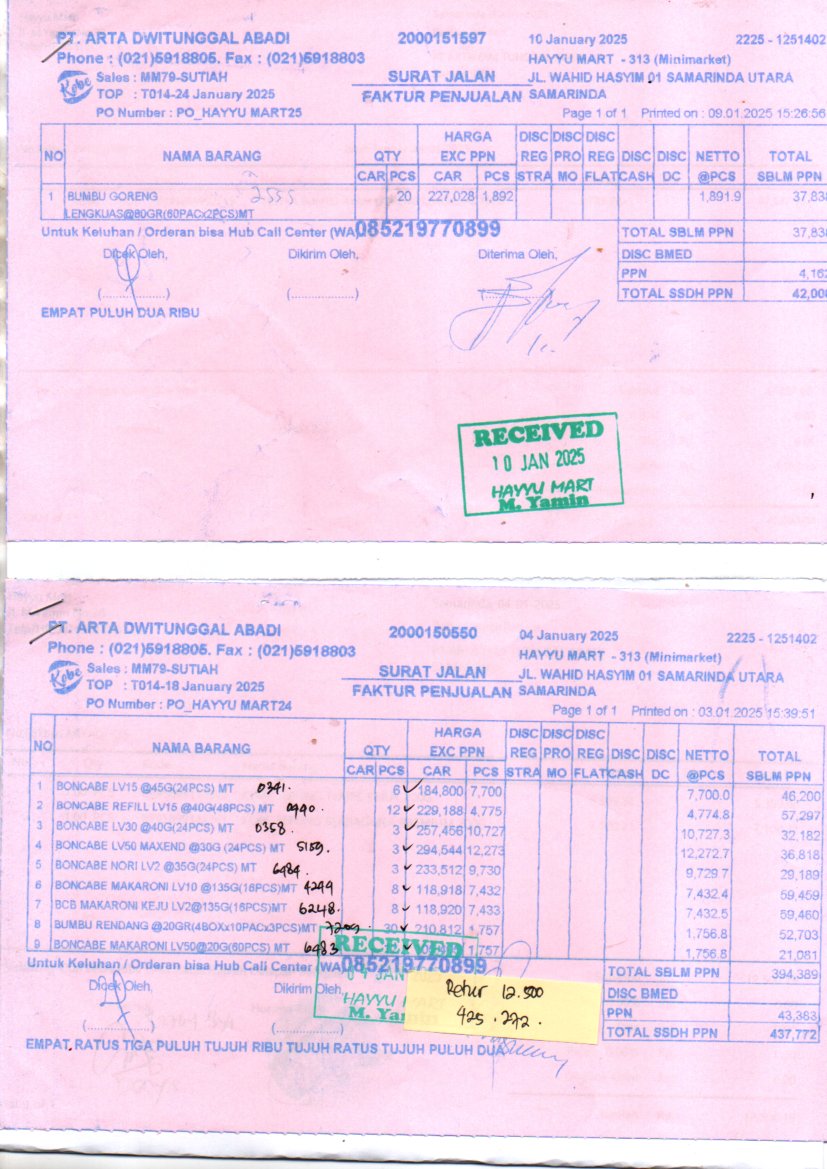 PT. ARTA DWITUNGGAL ABADI 2000151597 10 January 2025 2225 - 1251402
Phone : (021)5918805. Fax : (021)5918803 HAYYU MART - 313 (Minimarket)
Kobe Sales : MM79-SUTIAH SURAT JALAN JL. WAHID HASYIM 01 SAMARINDA UTARA
TOP : T014-24 January 2025 FAKTUR PENJUALAN SAMARINDA
PO Number : PO_HAYYU MART25 Page 1 of 1 Printed on : 09.01.2025 15:26:56
HARGA DISC DISC DISC
NO NAMA BARANG QTY EXC PPN REG PRO REG DISC DISC NETTO TOTAL
CAR PCS CAR PCS STRA MO FLAT CASH DC @PCS SBLM PPN
1 BUMBU GORENG 2555 20 227,028 1,892 1,891.9 37,838
LENGKUAS@80GR(60PACx2PCS)MT
Untuk Keluhan / Orderan bisa Hub Call Center (WA)085219770899 TOTAL SBLM PPN 37,838
Dicek Oleh, Dikirim Oleh, Diterima Oleh, DISC BMED
PPN 4,162
(..................) (..................) TOTAL SSDH PPN 42,000
EMPAT PULUH DUA RIBU
RECEIVED
10 JAN 2025
HAYYU MART
M. Yamin
PT. ARTA DWITUNGGAL ABADI 2000150550 04 January 2025 2225 - 1251402
Phone : (021)5918805. Fax : (021)5918803 HAYYU MART - 313 (Minimarket)
Kobe Sales : MM79-SUTIAH SURAT JALAN JL. WAHID HASYIM 01 SAMARINDA UTARA
TOP : T014-18 January 2025 FAKTUR PENJUALAN SAMARINDA
PO Number : PO_HAYYU MART24 Page 1 of 1 Printed on : 03.01.2025 15:39:51
HARGA DISC DISC DISC
NO NAMA BARANG QTY EXC PPN REG PRO REG DISC DISC NETTO TOTAL
CAR PCS CAR PCS STRA MO FLAT CASH DC @PCS SBLM PPN
1 BONCABE LV15 @45G(24PCS) MT 0341. 6 184,800 7,700 7,700.0 46,200
2 BONCABE REFILL LV15 @40G(48PCS) MT 0940. 12 229,188 4,775 4,774.8 57,297
3 BONCABE LV30 @40G(24PCS) MT 0358. 3 257,456 10,727 10,727.3 32,182
4 BONCABE LV50 MAXEND @30G (24PCS) MT 5159. 3 294,544 12,273 12,272.7 36,818
5 BONCABE NORI LV2 @35G(24PCS) MT 6484. 3 233,512 9,730 9,729.7 29,189
6 BONCABE MAKARONI LV10 @135G(16PCS)MT 4299 8 118,918 7,432 7,432.4 59,459
7 BCB MAKARONI KEJU LV2@135G(16PCS)MT 6248. 8 118,920 7,433 7,432.5 59,460
8 BUMBU RENDANG @20GR(4BOXx10PACx3PCS)MT 30 210,812 1,757 1,756.8 52,703
9 BONCABE MAKARONI LV50@20G(60PCS) MT 6483 1,757 1,756.8 21,081
Untuk Keluhan / Orderan bisa Hub Call Center (WA)085219770899 TOTAL SBLM PPN 394,389
Dicek Oleh, Dikirim Oleh, DISC BMED
PPN 43,383
(..................) (..................) TOTAL SSDH PPN 437,772
EMPAT RATUS TIGA PULUH TUJUH RIBU TUJUH RATUS TUJUH PULUH DUA
RECEIVED
JAN
HAYYU
M. Yamin
Retur 12.500
425.272.